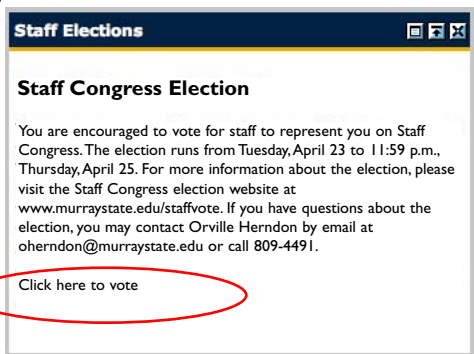 Staff Elections
Staff Congress Election
You are encouraged to vote for staff to represent you on Staff
Congress. The election runs from Tuesday, April 23 to 11:59 p.m.,
Thursday, April 25. For more information about the election, please
visit the Staff Congress election website at
www.murraystate.edu/staffvote. If you have questions about the
election, you may contact Orville Herndon by email at
oherndon@murraystate.edu or call 809-4491.
Click here to vote